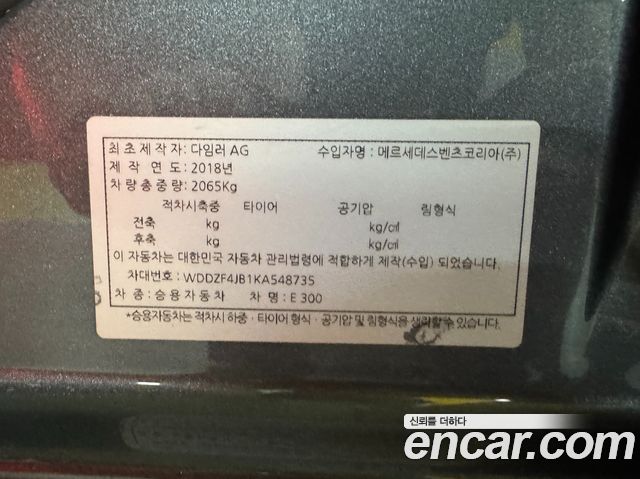 최초제작자: 다임러 AG 수입자명: 메르세데스벤츠코리아(주)
제작 연도: 2018년
차량총중량: 2065Kg
적차시축중 타이어 공기압 림형식
전축 kg kg/㎠
후축 kg kg/㎠
이 자동차는 대한민국 자동차 관리법령에 적합하게 제작(수입) 되었습니다.
차대번호: WDDZF4JB1KA548735
차종: 승용자동차 차명: E 300
*승용자동차는 적차시 하중·타이어 형식·공기압 및 림형식을 생략할 수 있습니다.
신뢰를 더하다
encar.com